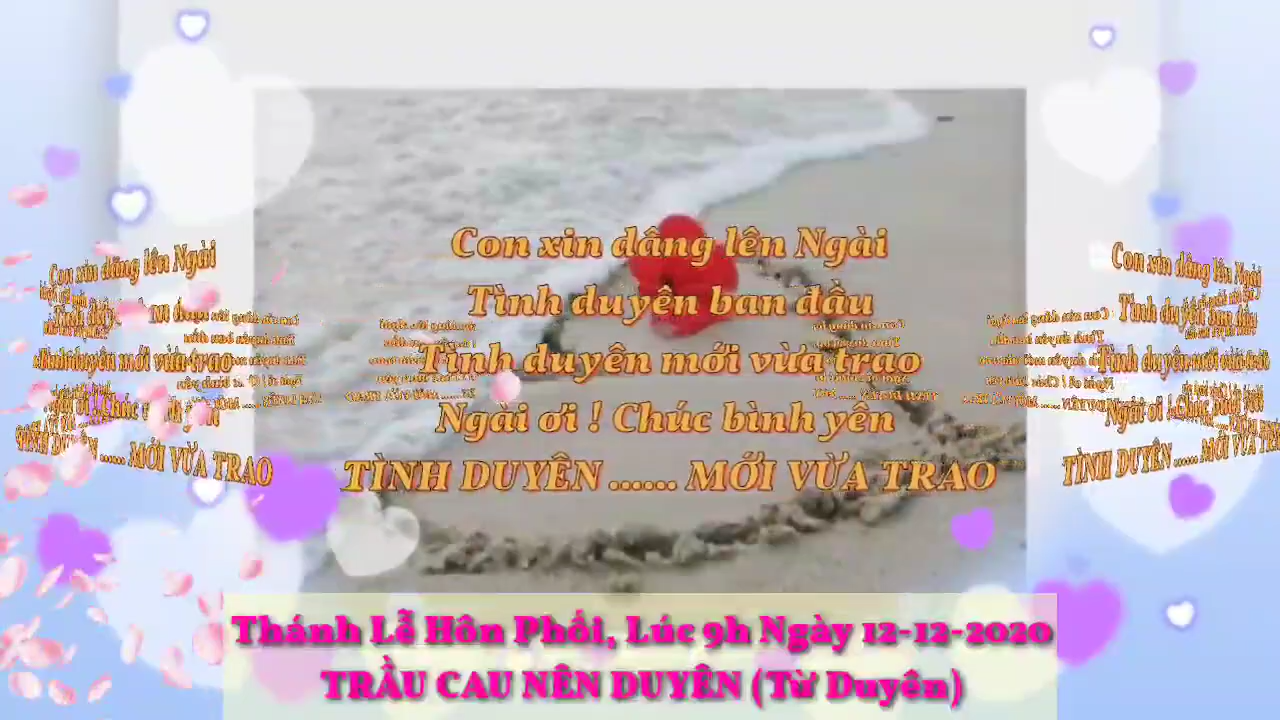 Con xin dâng lên Ngài
Tình duyên ban đầu
Tình duyên mới vừa trao
Ngài ơi ! Chúc bình yên
TÌNH DUYÊN ...... MỚI VỪA TRAO
Thánh Lễ Hôn Phối, Lúc 9h Ngày 12-12-2020
TRẦU CAU NÊN DUYÊN (Từ Duyên)